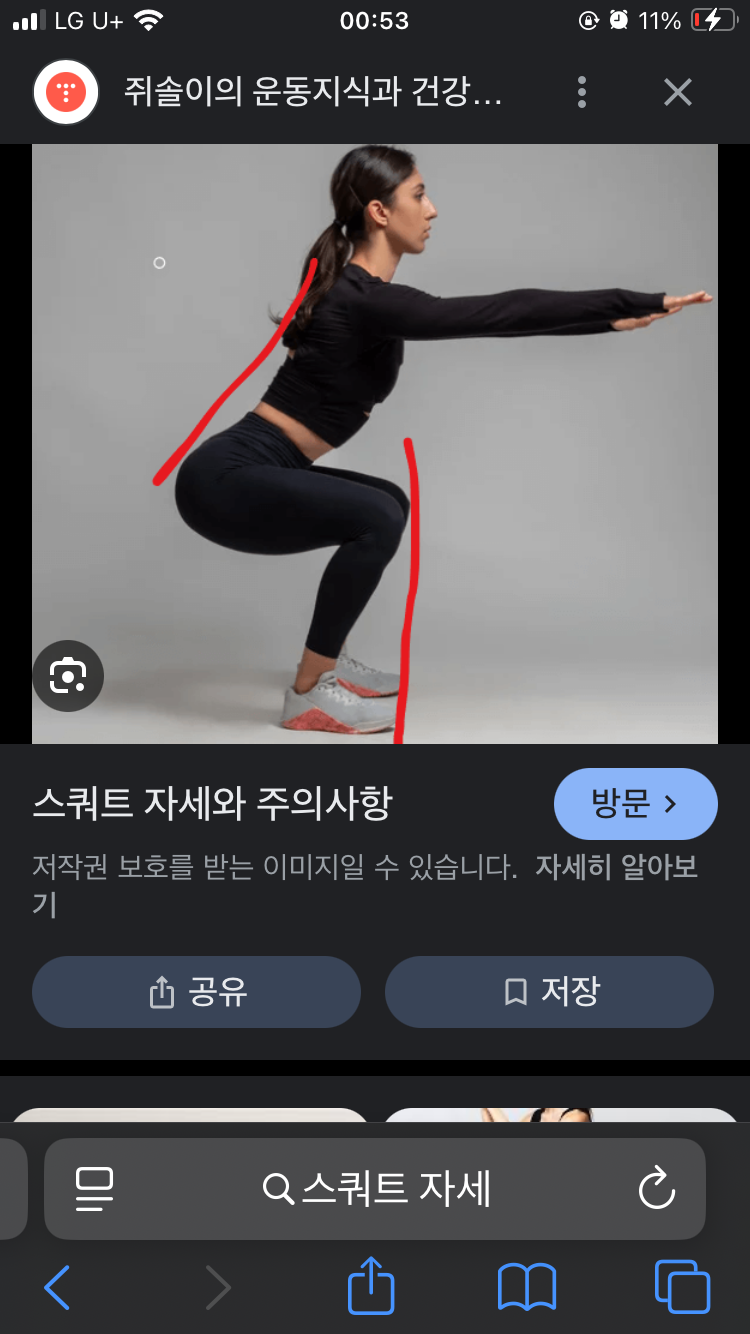 LG U+ 00:53 11%
쥐솔이의 운동지식과 건강...
스쿼트 자세와 주의사항 방문
저작권 보호를 받는 이미지일 수 있습니다. 자세히 알아보
기
공유 저장
스쿼트 자세